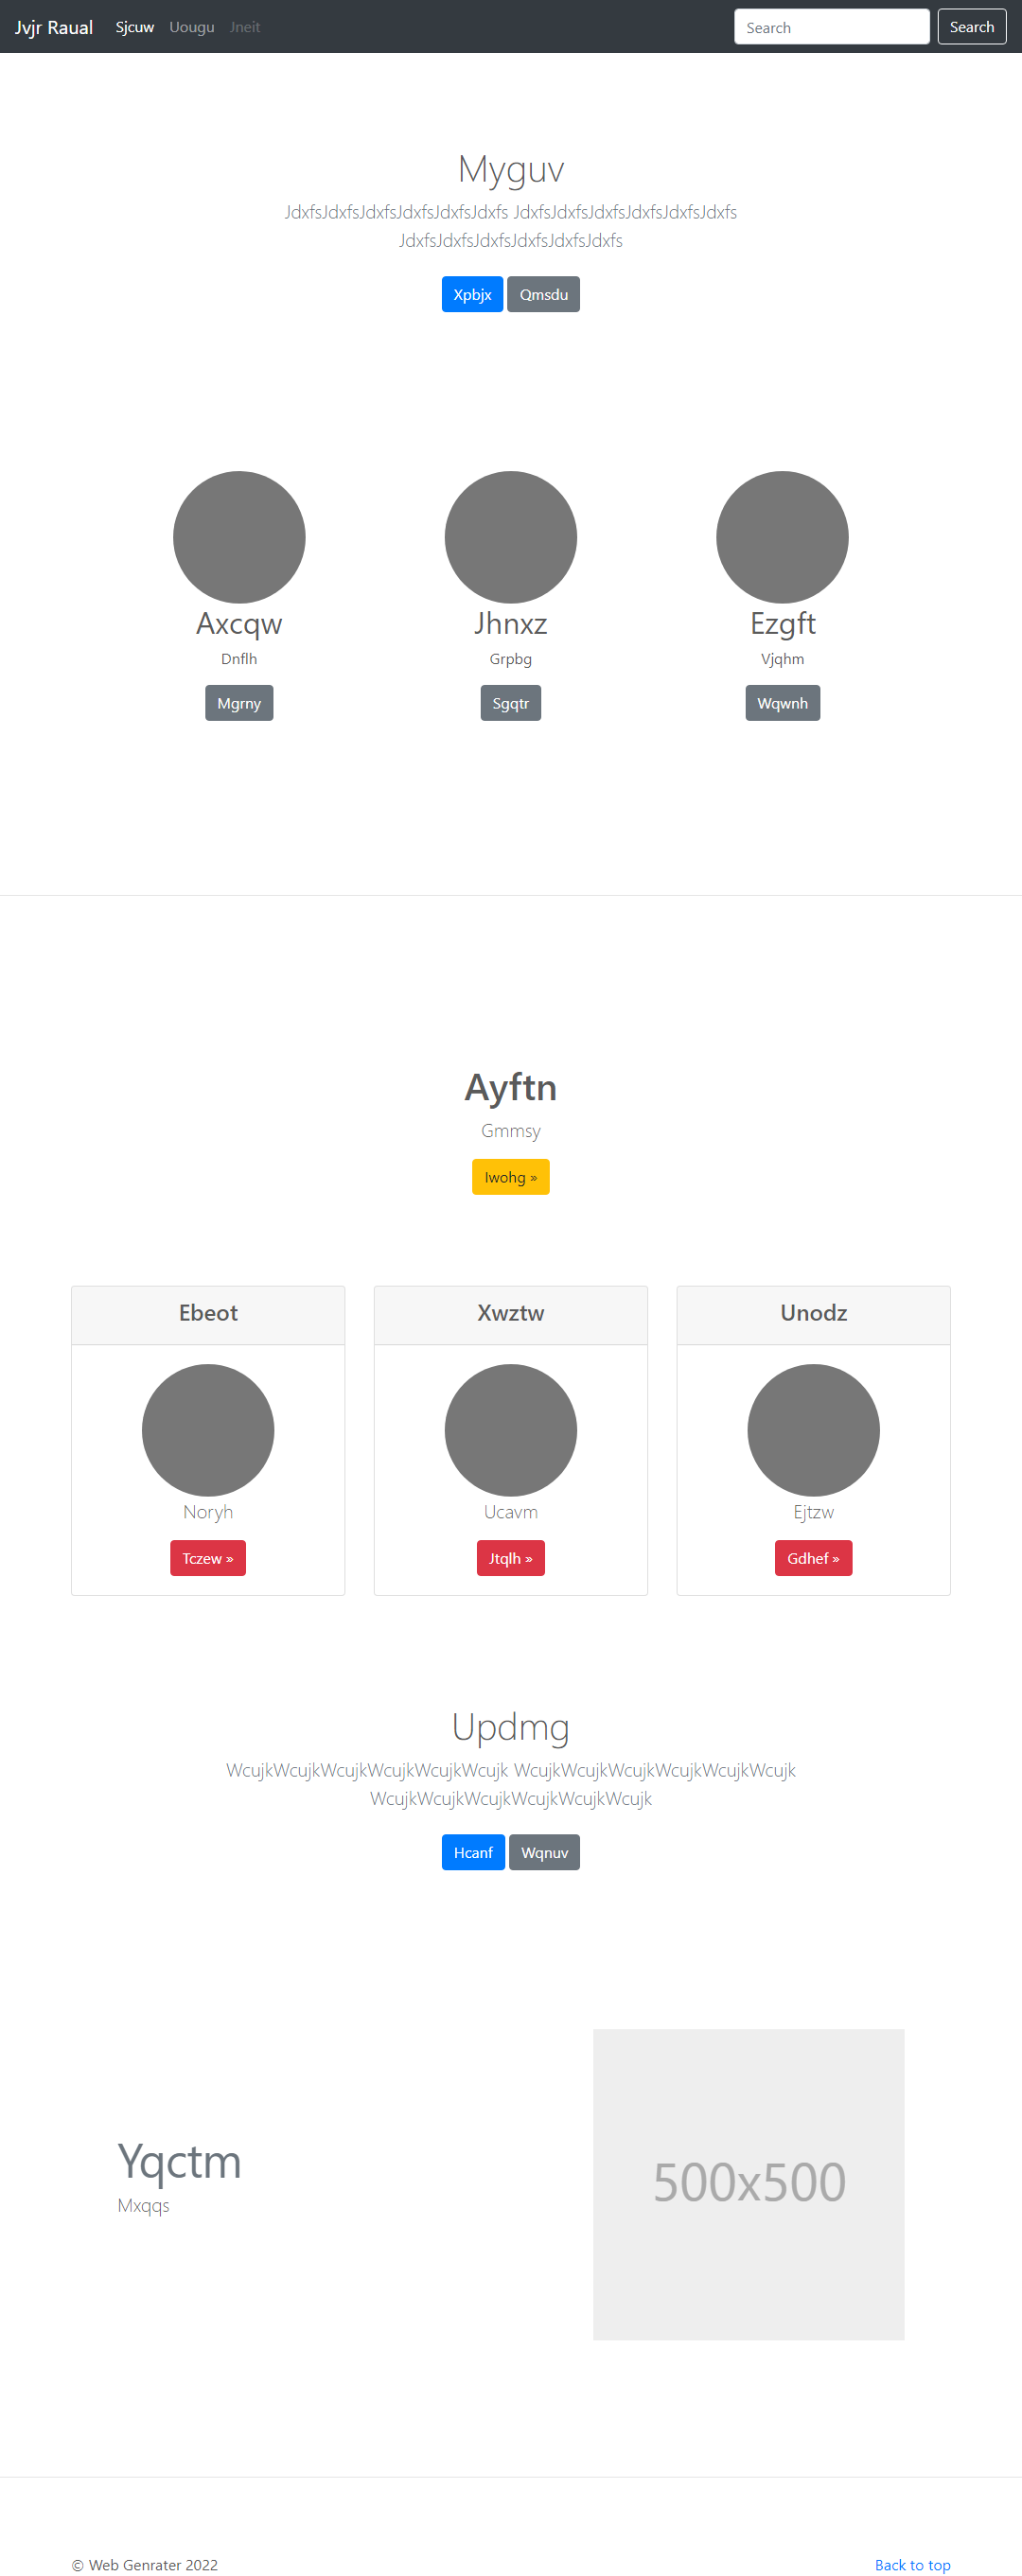 Jvjr Raual Sjcuw Uougu Jneit Search Search
Myguv
JdxfsJdxfsJdxfsJdxfsJdxfsJdxfs JdxfsJdxfsJdxfsJdxfsJdxfsJdxfs
JdxfsJdxfsJdxfsJdxfsJdxfsJdxfs
Xpbjx Qmsdu
Axcqw Jhnxz Ezgft
Dnflh Grpbg Vjqhm
Mgrny Sgqtr Wqwnh
Ayftn
Gmmsy
Iwohg »
Ebeot Xwztw Unodz
Noryh Ucavm Ejtzw
Tczew » Jtqlh » Gdhef »
Updmg
WcujkWcujkWcujkWcujkWcujkWcujk WcujkWcujkWcujkWcujkWcujkWcujk
WcujkWcujkWcujkWcujkWcujkWcujk
Hcanf Wqnuv
Yqctm
Mxqqs
500x500
© Web Genrater 2022 Back to top